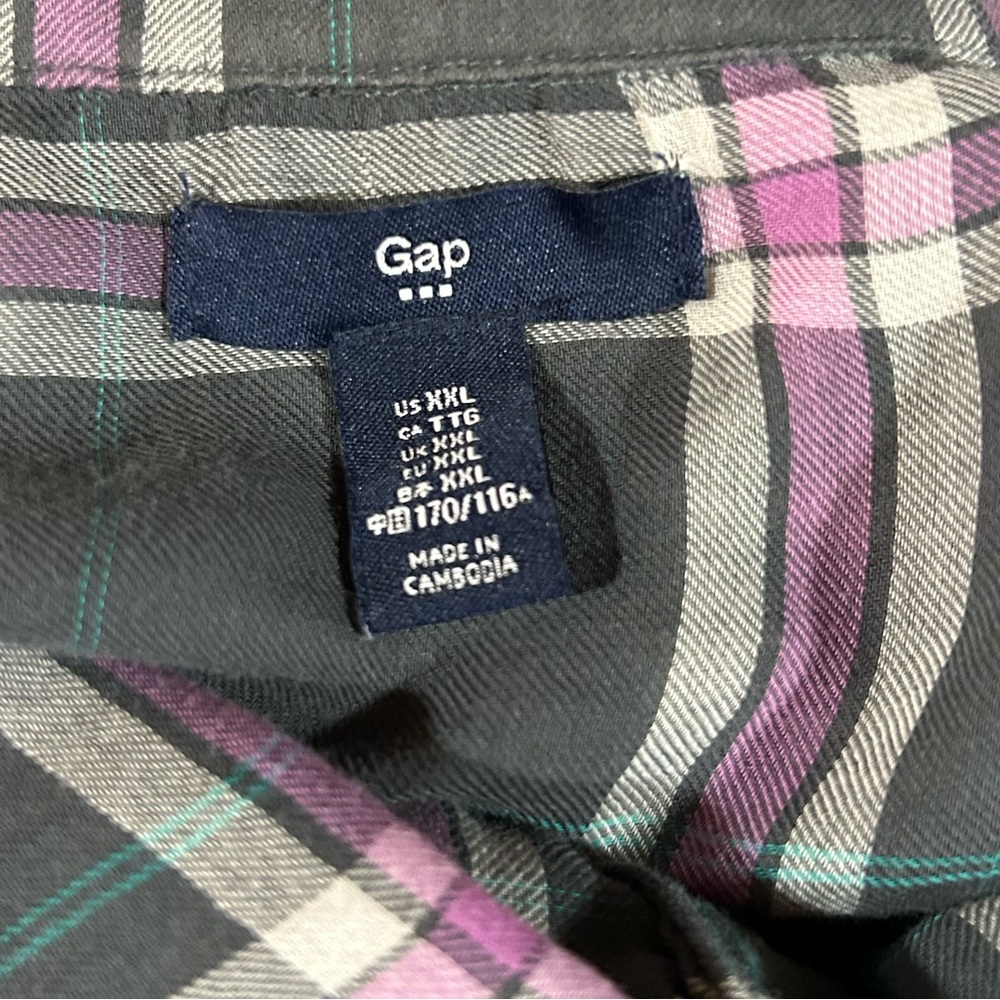 Gap
US XXL
CA TTG
UK XXL
EU XXL
日本 XXL
中国 170/116A
MADE IN
CAMBODIA